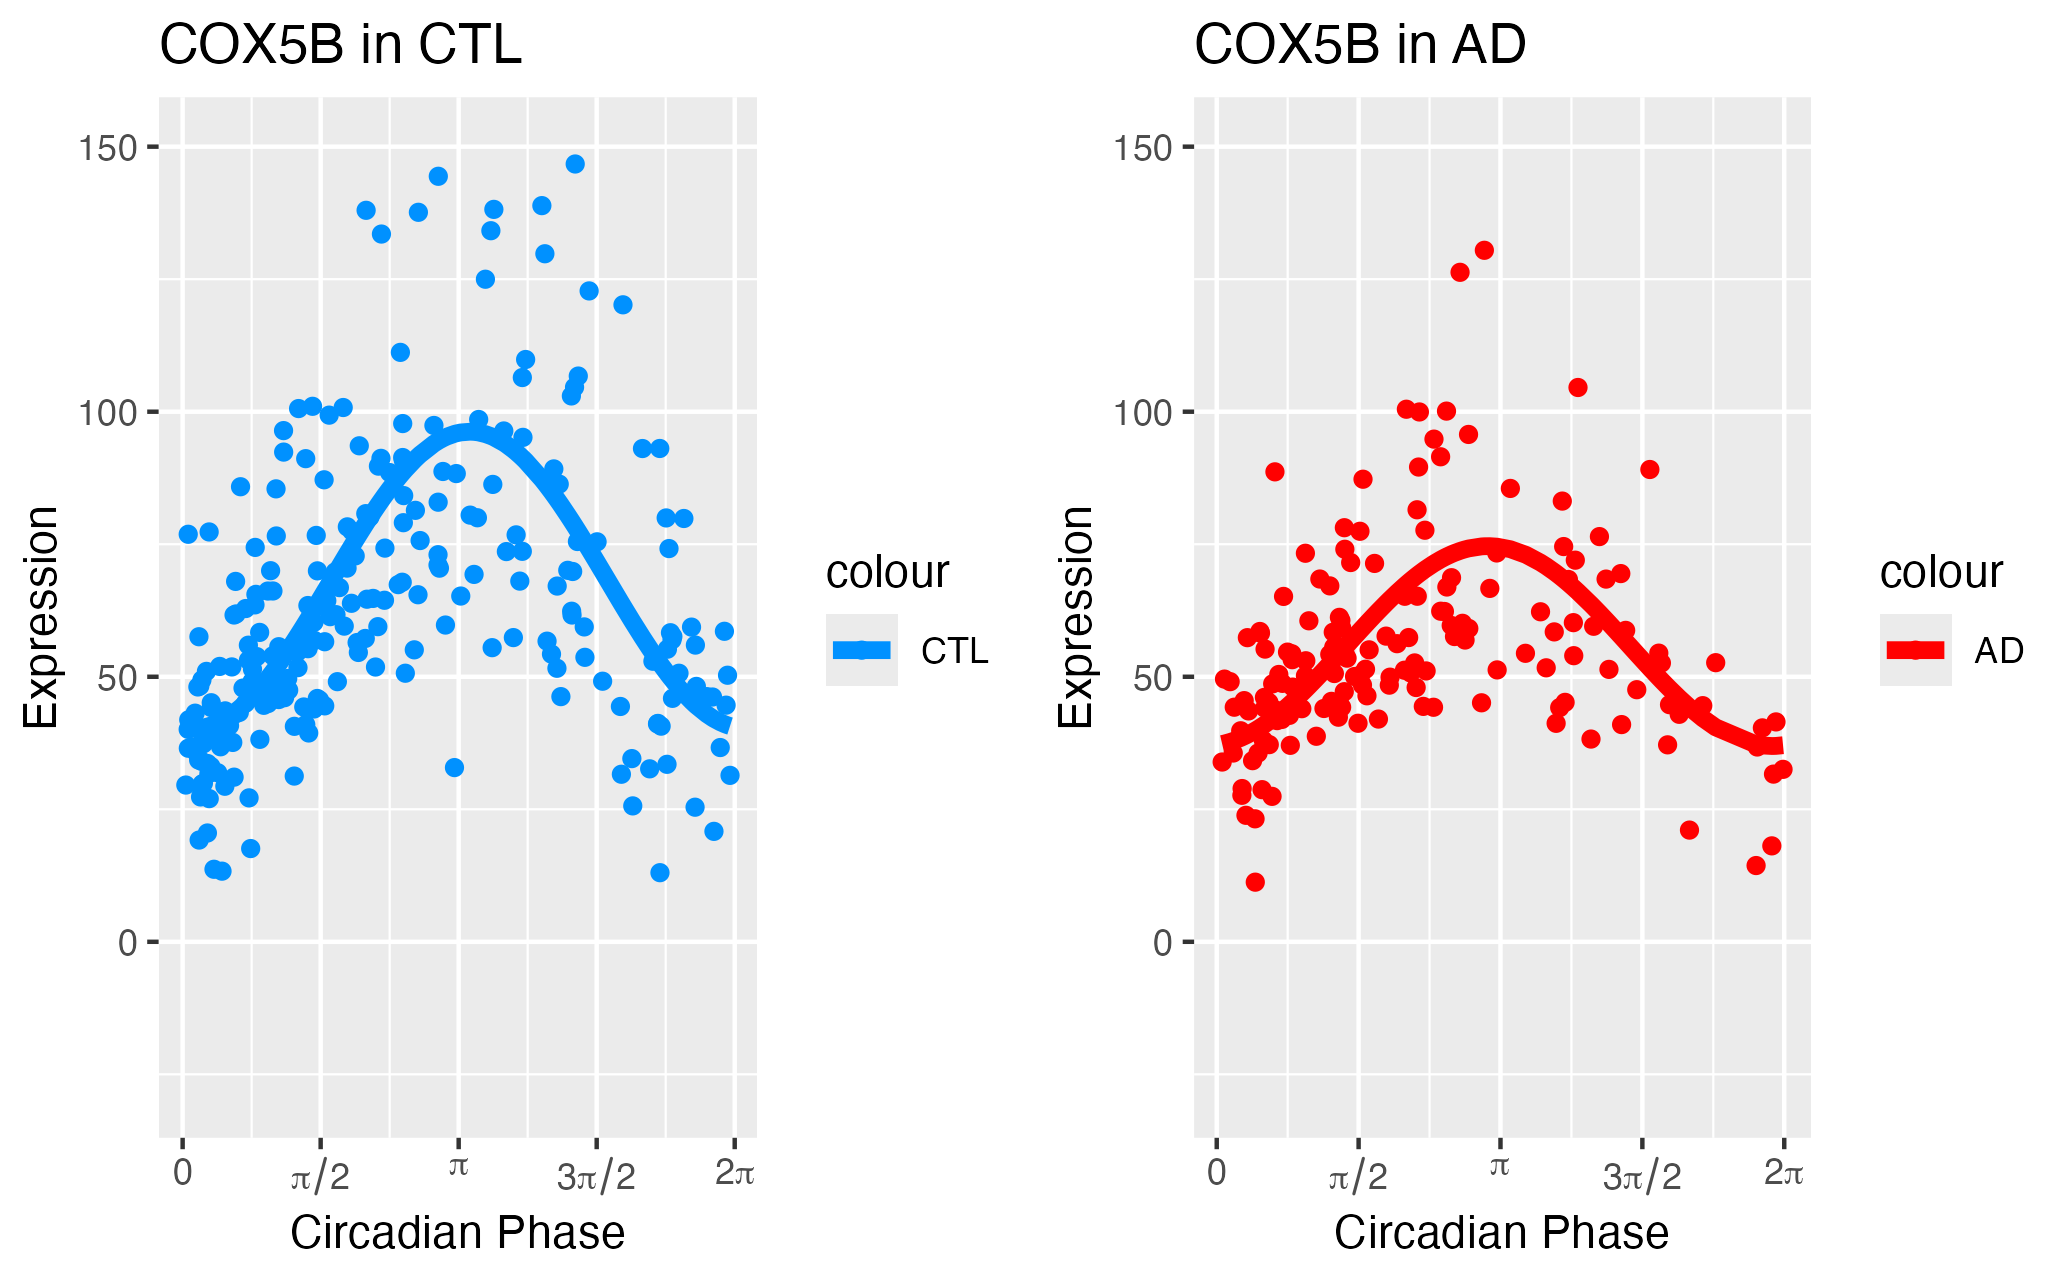 COX5B in CTL
150
100
50
0
Expression
0 π/2 π 3π/2 2π
Circadian Phase
colour
CTL
COX5B in AD
150
100
50
0
Expression
0 π/2 π 3π/2 2π
Circadian Phase
colour
AD